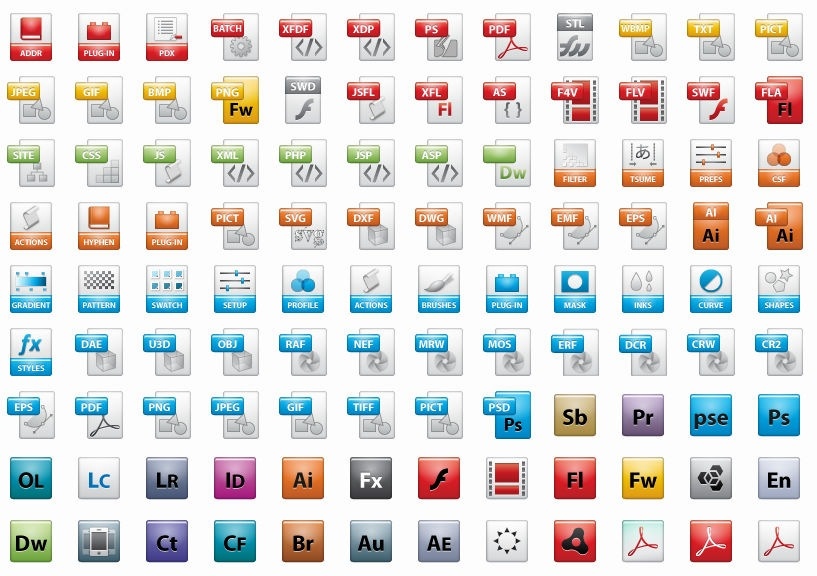 ADDR PLUG-IN PDX BATCH XFDF XDP PS PDF STL WBMP TXT PICT
JPEG GIF BMP PNG Fw SWD JSFL XFL Fl AS { } F4V FLV SWF FLA Fl
SITE CSS JS XML </> PHP </> JSP </> ASP </> Dw FILTER あ TSUME PREFS CSF
ACTIONS HYPHEN PLUG-IN PICT SVG svg DXF DWG WMF EMF EPS AI Ai AI Ai
GRADIENT PATTERN SWATCH SETUP PROFILE ACTIONS BRUSHES PLUG-IN MASK INKS CURVE SHAPES
fx STYLES DAE U3D OBJ RAF NEF MRW MOS ERF DCR CRW CR2
EPS PDF PNG JPEG GIF TIFF PICT PSD Ps Sb Pr pse Ps
OL LC LR ID Ai Fx Fl Fw En
Dw Ct CF Br Au AE